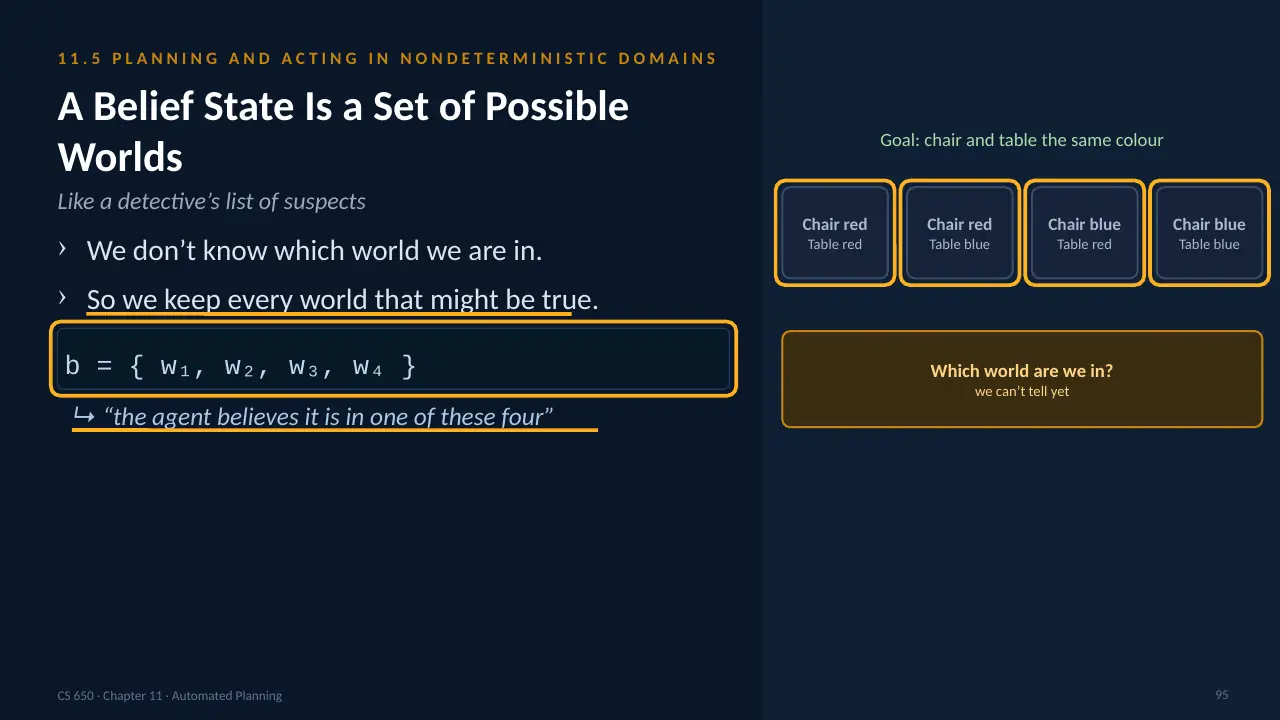 11.5 PLANNING AND ACTING IN NONDETERMINISTIC DOMAINS
A Belief State Is a Set of Possible
Worlds
Like a detective’s list of suspects
› We don’t know which world we are in.
› So we keep every world that might be true.
b = { w₁, w₂, w₃, w₄ }
↳ “the agent believes it is in one of these four”
Goal: chair and table the same colour
Chair red
Table red
Chair red
Table blue
Chair blue
Table red
Chair blue
Table blue
Which world are we in?
we can’t tell yet
CS 650 · Chapter 11 · Automated Planning
95